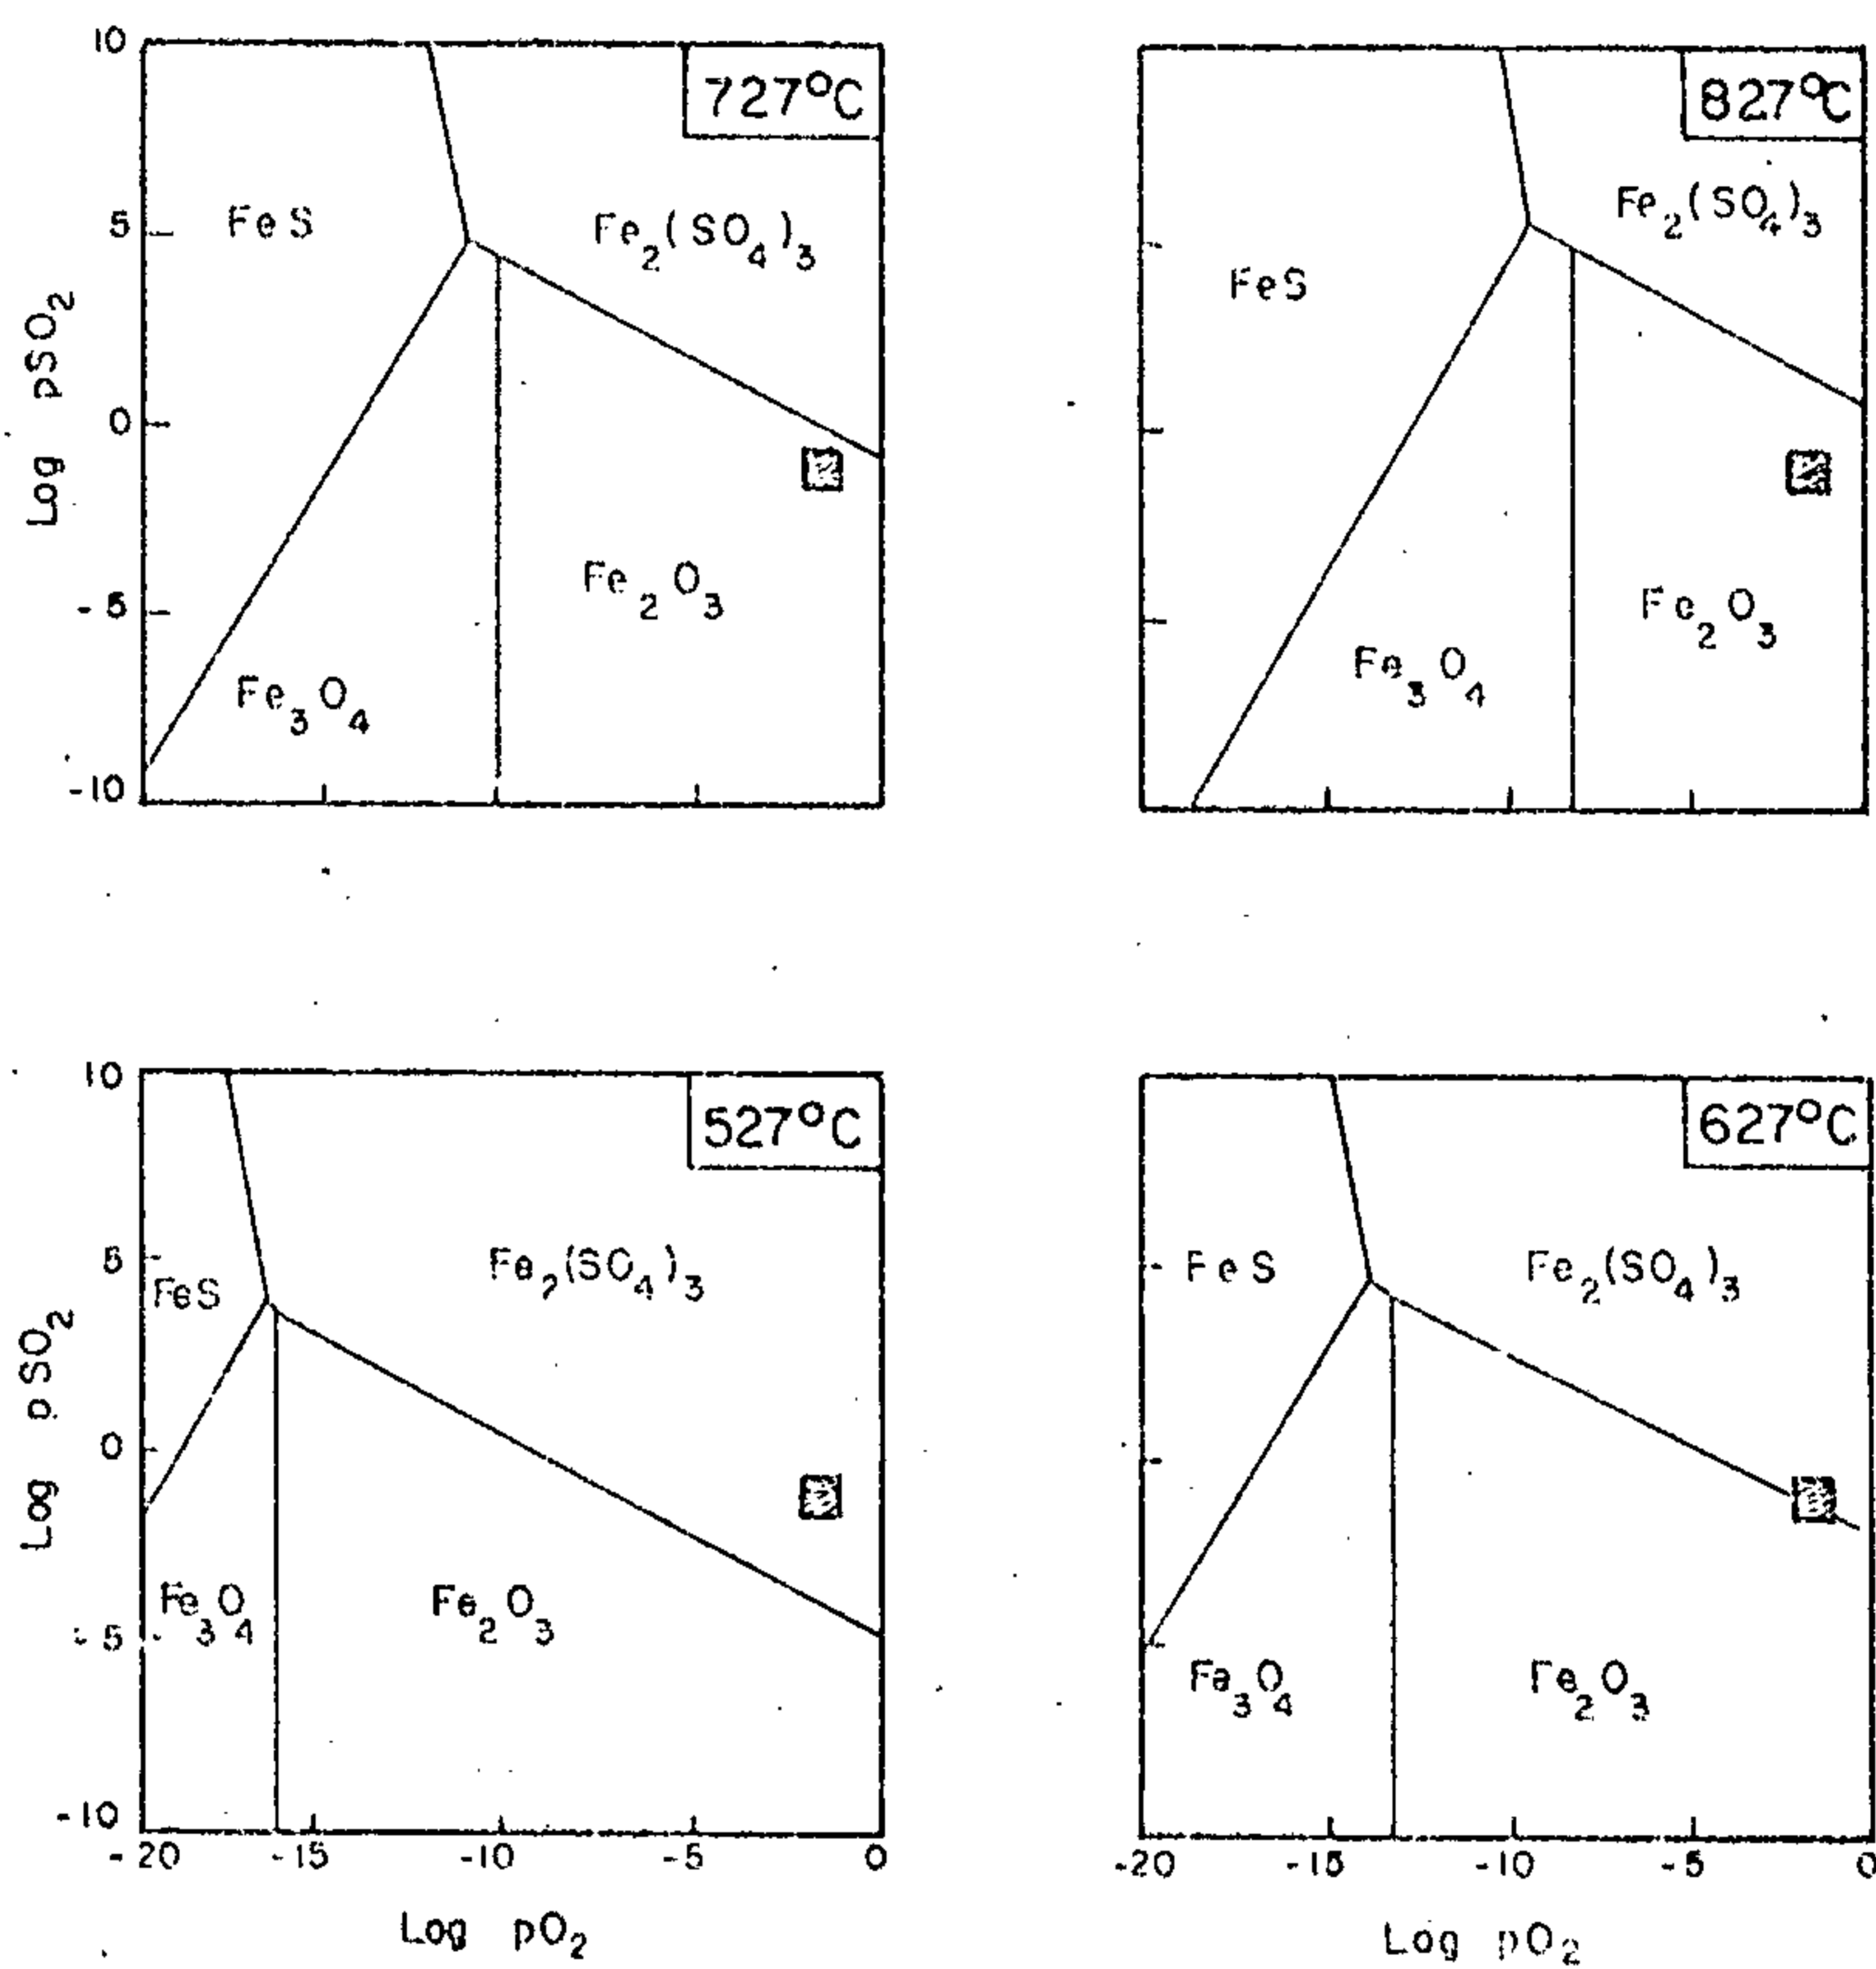 10
727°C
5
FeS
Fe2(SO4)3
0
Log pSO2
-5
Fe2O3
Fe3O4
-10
827°C
Fe2(SO4)3
FeS
Fe2O3
Fe3O4
10
527°C
5
FeS
Fe2(SO4)3
0
Log pSO2
Fe3O4
Fe2O3
-5
-10
-20 -15 -10 -5 0
Log pO2
627°C
FeS
Fe2(SO4)3
Fe3O4
Fe2O3
-20 -15 -10 -5 0
Log pO2